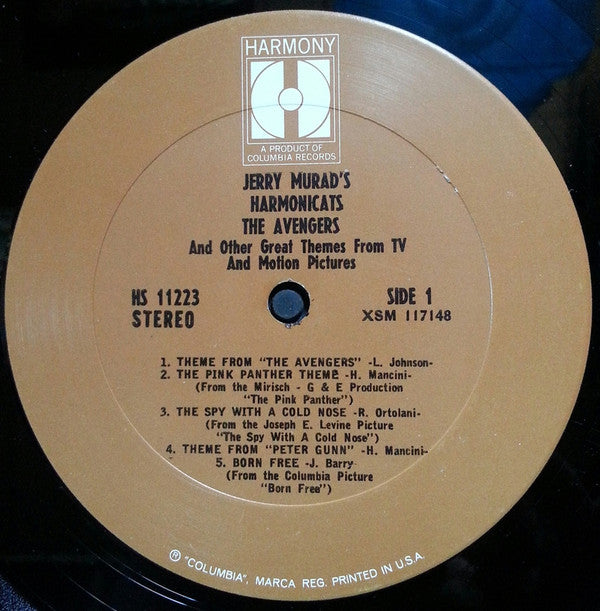 HARMONY
H
A PRODUCT OF
COLUMBIA RECORDS
JERRY MURAD'S
HARMONICATS
THE AVENGERS
And Other Great Themes From TV
And Motion Pictures
HS 11223
STEREO
SIDE 1
XSM 117148
1. THEME FROM "THE AVENGERS" -L. Johnson-
2. THE PINK PANTHER THEME -H. Mancini-
(From the Mirisch - G & E Production
"The Pink Panther")
3. THE SPY WITH A COLD NOSE -R. Ortolani-
(From the Joseph E. Levine Picture
"The Spy With A Cold Nose")
4. THEME FROM "PETER GUNN" -H. Mancini-
5. BORN FREE -J. Barry-
(From the Columbia Picture
"Born Free")
® "COLUMBIA", MARCA REG. PRINTED IN U.S.A.